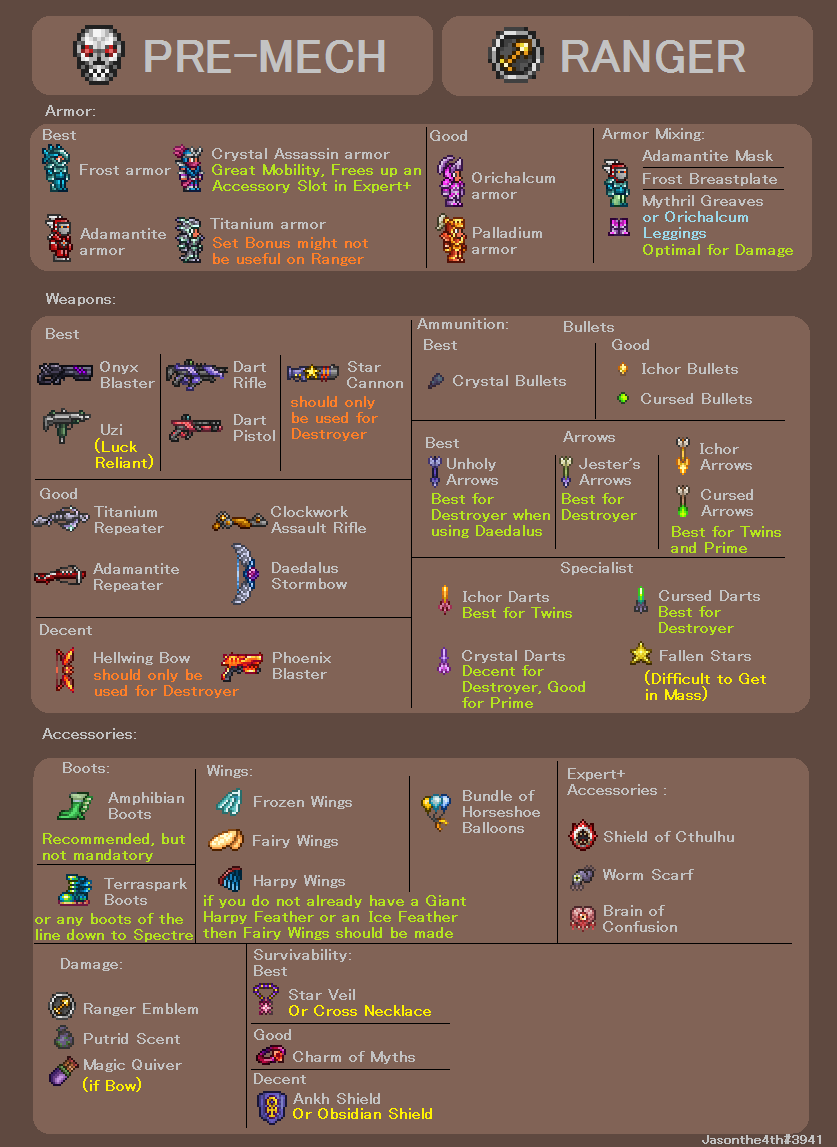 PRE-MECH
RANGER
Armor:
Best
Frost armor
Crystal Assassin armor
Great Mobility, Frees up an
Accessory Slot in Expert+
Adamantite
armor
Titanium armor
Set Bonus might not
be useful on Ranger
Good
Orichalcum
armor
Palladium
armor
Armor Mixing:
Adamantite Mask
Frost Breastplate
Mythril Greaves
or Orichalcum
Leggings
Optimal for Damage
Weapons:
Best
Onyx
Blaster
Uzi
(Luck
Reliant)
Dart
Rifle
Dart
Pistol
Star
Cannon
should only
be used for
Destroyer
Good
Titanium
Repeater
Clockwork
Assault Rifle
Adamantite
Repeater
Daedalus
Stormbow
Decent
Hellwing Bow
should only be
used for Destroyer
Phoenix
Blaster
Ammunition:
Bullets
Best
Crystal Bullets
Good
Ichor Bullets
Cursed Bullets
Arrows
Best
Unholy
Arrows
Best for
Destroyer when
using Daedalus
Jester's
Arrows
Best for
Destroyer
Ichor
Arrows
Cursed
Arrows
Best for Twins
and Prime
Specialist
Ichor Darts
Best for Twins
Cursed Darts
Best for
Destroyer
Crystal Darts
Decent for
Destroyer, Good
for Prime
Fallen Stars
(Difficult to Get
in Mass)
Accessories:
Boots:
Amphibian
Boots
Recommended, but
not mandatory
Terraspark
Boots
or any boots of the
line down to Spectre
Wings:
Frozen Wings
Fairy Wings
Harpy Wings
if you do not already have a Giant
Harpy Feather or an Ice Feather
then Fairy Wings should be made
Bundle of
Horseshoe
Balloons
Expert+
Accessories :
Shield of Cthulhu
Worm Scarf
Brain of
Confusion
Damage:
Ranger Emblem
Putrid Scent
Magic Quiver
(if Bow)
Survivability:
Best
Star Veil
Or Cross Necklace
Good
Charm of Myths
Decent
Ankh Shield
Or Obsidian Shield
Jasonthe4th#3941